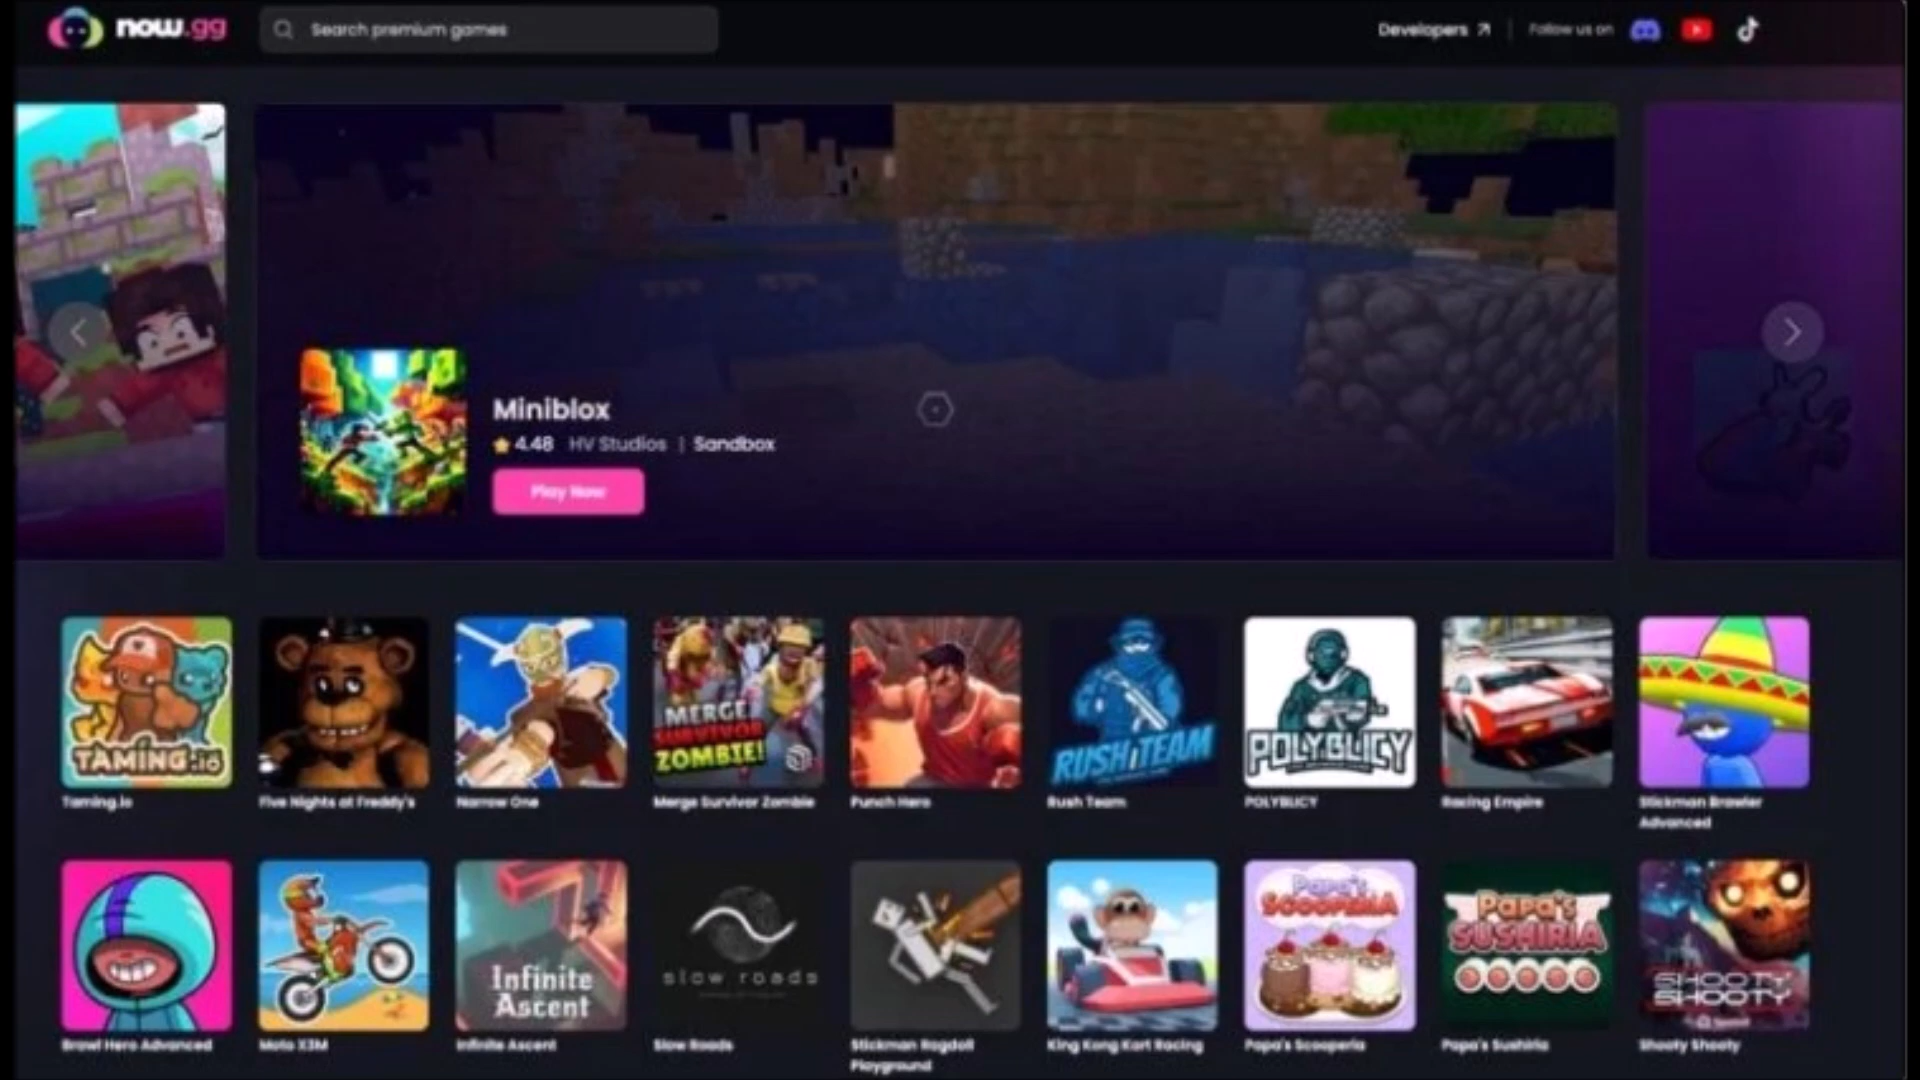 now.gg
Search premium games
Developers
Follow us on
Miniblox
4.48 HV Studios | Sandbox
Play Now
TAMING.io
MERGE
SURVIVOR
ZOMBIE!
RUSH TEAM
POLYBLICY
Taming.io
Five Nights at Freddy's
Narrow One
Merge Survivor Zombie
Punch Hero
Rush Team
POLYBLICY
Racing Empire
Stickman Brawler
Advanced
Infinite
Ascent
slow roads
Papa's
SCOOPERIA
Papa's
SUSHIRIA
SHOOTY
SHOOTY
Brawl Hero Advanced
Moto X3M
Infinite Ascent
Slow Roads
Stickman Ragdoll
Playground
King Kong Kart Racing
Papa's Scooperia
Papa's Sushiria
Shooty Shooty